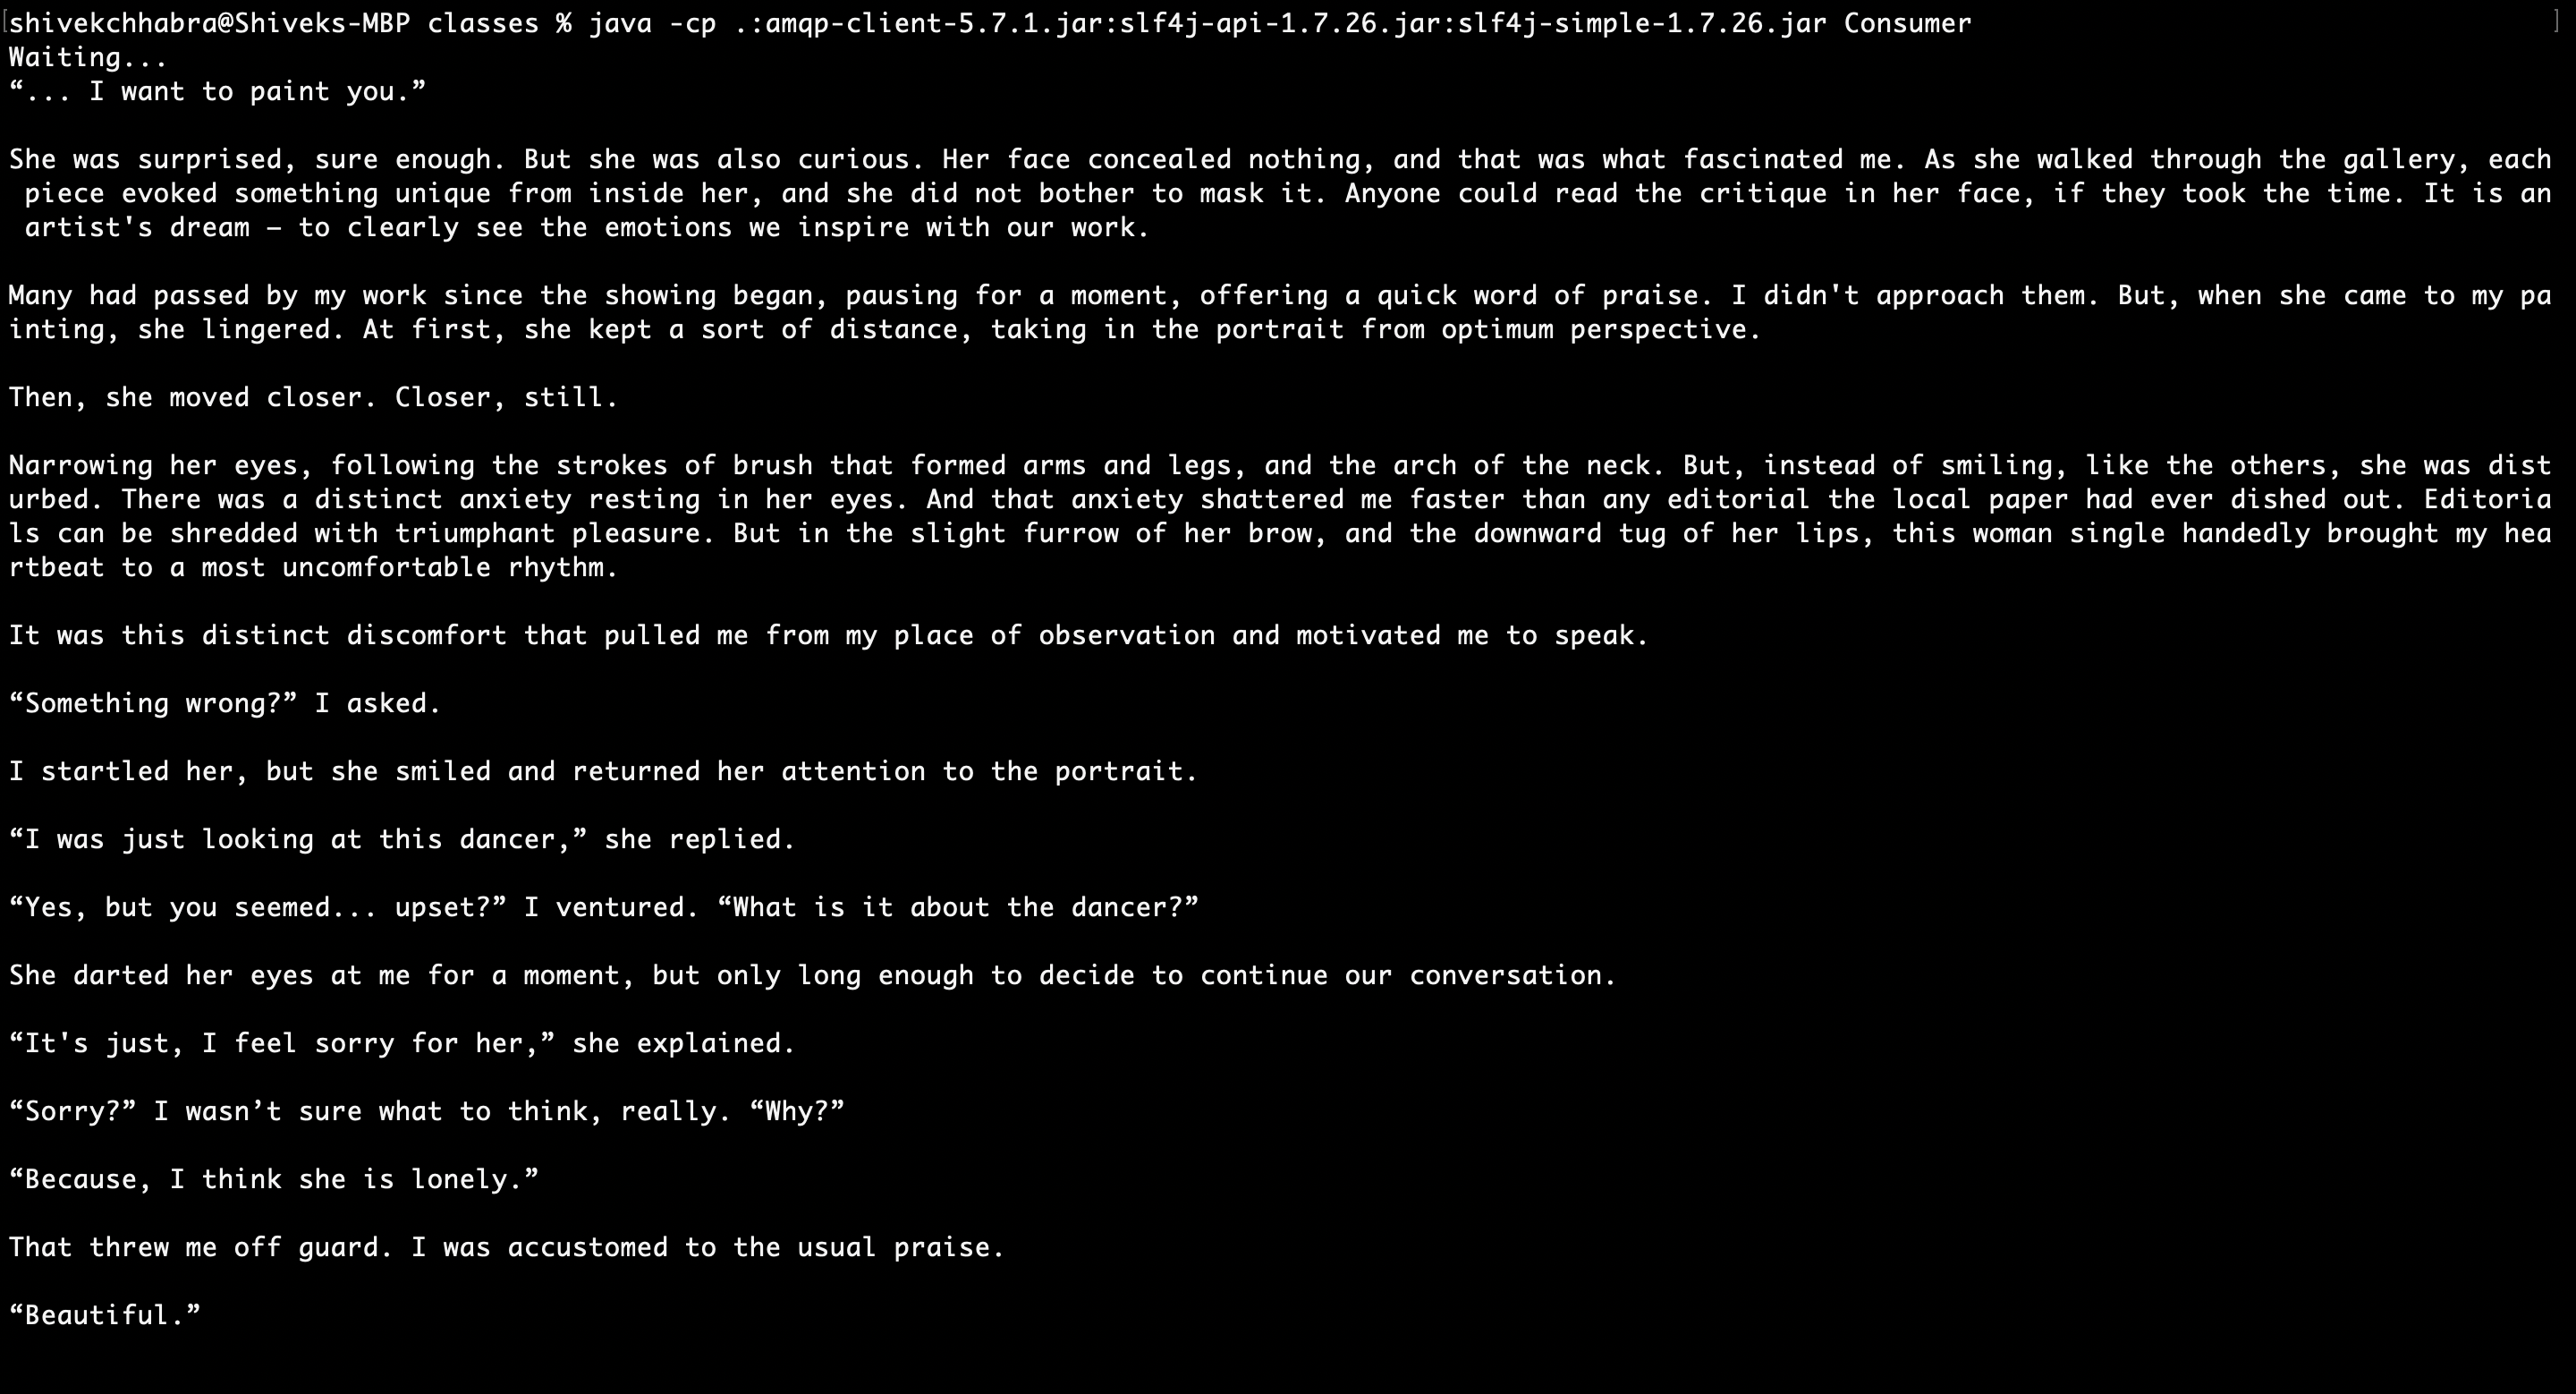 shivekchhabra@Shiveks-MBP classes % java -cp .:amqp-client-5.7.1.jar:slf4j-api-1.7.26.jar:slf4j-simple-1.7.26.jar Consumer
Waiting...
“... I want to paint you.”
She was surprised, sure enough. But she was also curious. Her face concealed nothing, and that was what fascinated me. As she walked through the gallery, each
piece evoked something unique from inside her, and she did not bother to mask it. Anyone could read the critique in her face, if they took the time. It is an
artist's dream – to clearly see the emotions we inspire with our work.
Many had passed by my work since the showing began, pausing for a moment, offering a quick word of praise. I didn't approach them. But, when she came to my pa
inting, she lingered. At first, she kept a sort of distance, taking in the portrait from optimum perspective.
Then, she moved closer. Closer, still.
Narrowing her eyes, following the strokes of brush that formed arms and legs, and the arch of the neck. But, instead of smiling, like the others, she was dist
urbed. There was a distinct anxiety resting in her eyes. And that anxiety shattered me faster than any editorial the local paper had ever dished out. Editoria
ls can be shredded with triumphant pleasure. But in the slight furrow of her brow, and the downward tug of her lips, this woman single handedly brought my hea
rtbeat to a most uncomfortable rhythm.
It was this distinct discomfort that pulled me from my place of observation and motivated me to speak.
“Something wrong?” I asked.
I startled her, but she smiled and returned her attention to the portrait.
“I was just looking at this dancer,” she replied.
“Yes, but you seemed... upset?” I ventured. “What is it about the dancer?”
She darted her eyes at me for a moment, but only long enough to decide to continue our conversation.
“It's just, I feel sorry for her,” she explained.
“Sorry?” I wasn’t sure what to think, really. “Why?”
“Because, I think she is lonely.”
That threw me off guard. I was accustomed to the usual praise.
“Beautiful.”